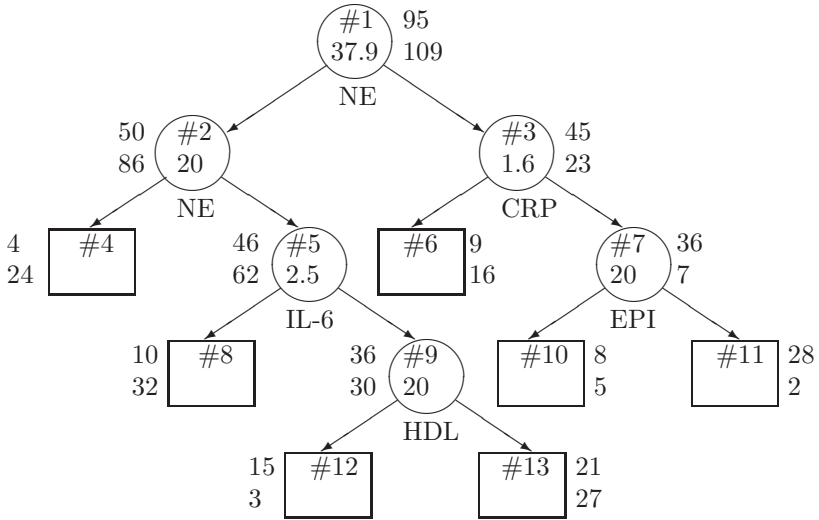 #1 95
37.9 109
NE
50 #2 #3 45
86 20 1.6 23
NE CRP
4 #4 46 #5 #6 9 #7 36
24 62 2.5 16 20 7
IL-6 EPI
10 #8 36 #9 #10 8 #11 28
32 30 20 5 2
HDL
15 #12 #13 21
3 27